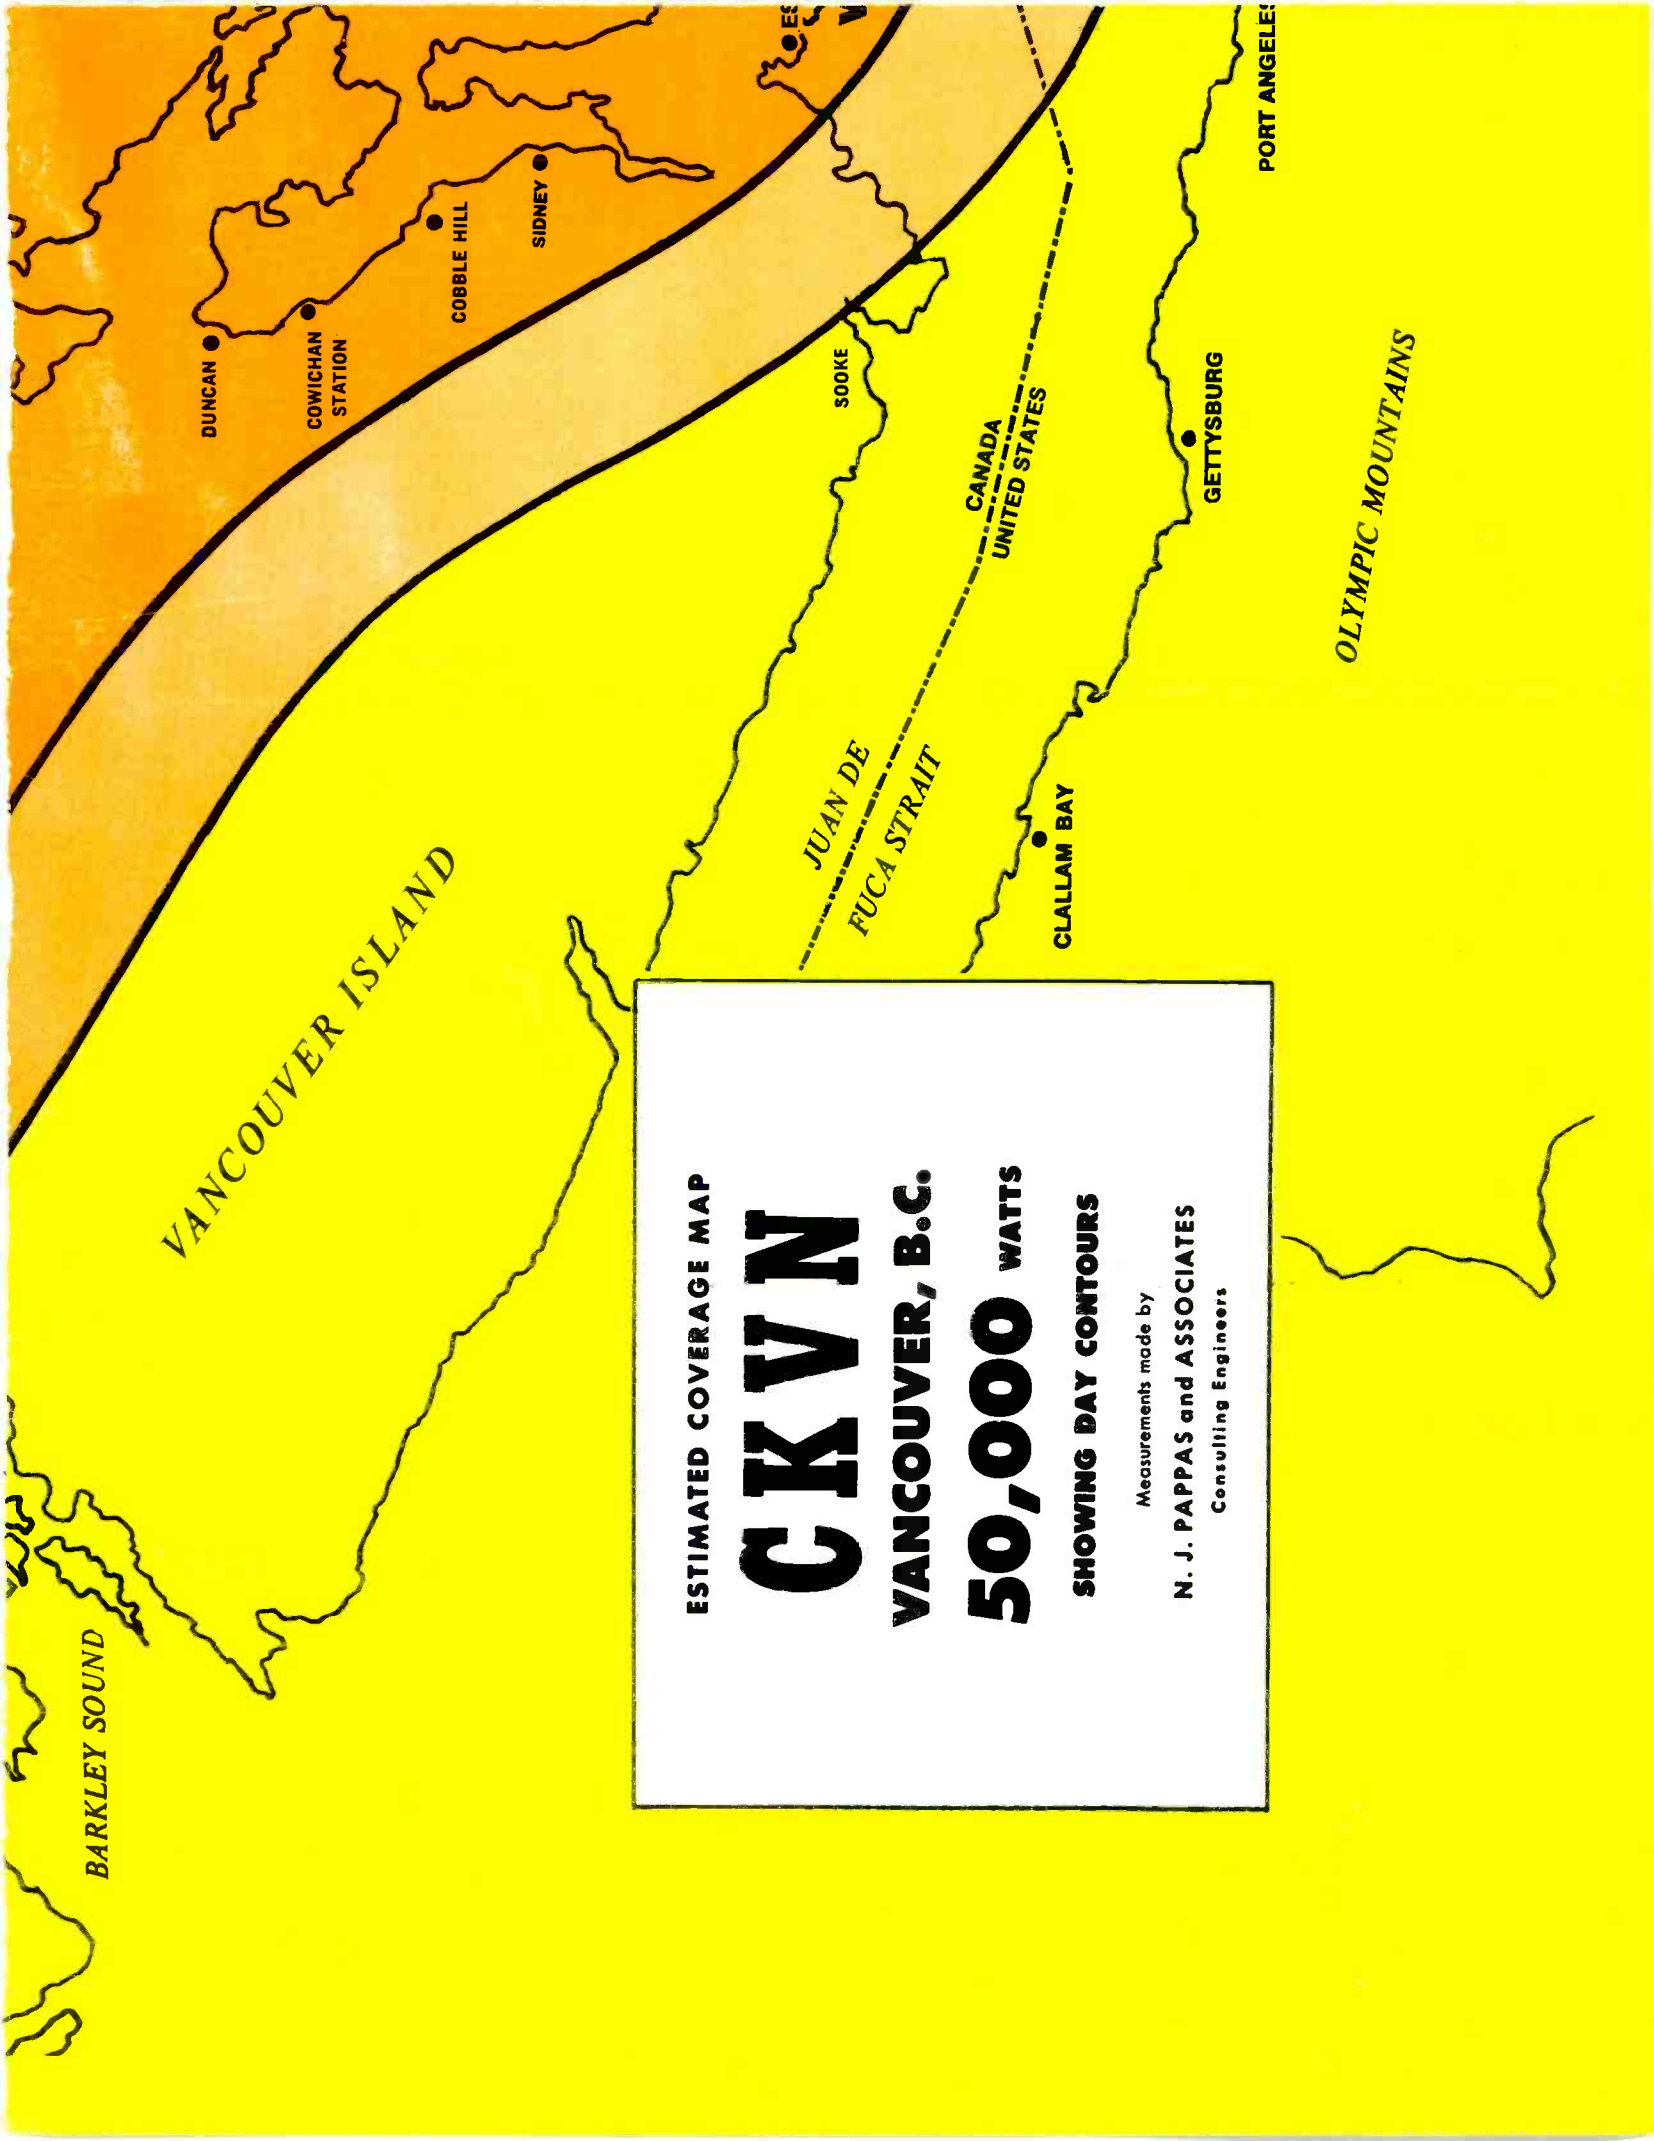 BARKLEY SOUND
VANCOUVER ISLAND
DUNCAN
COWICHAN
STATION
COBBLE HILL
SIDNEY
SOOKE
JUAN DE
FUCA STRAIT
CANADA
UNITED STATES
CLALLAM BAY
GETTYSBURG
PORT ANGELES
OLYMPIC MOUNTAINS
ESTIMATED COVERAGE MAP
CKVN
VANCOUVER, B.C.
50,000 WATTS
SHOWING DAY CONTOURS
Measurements made by
N. J. PAPPAS and ASSOCIATES
Consulting Engineers